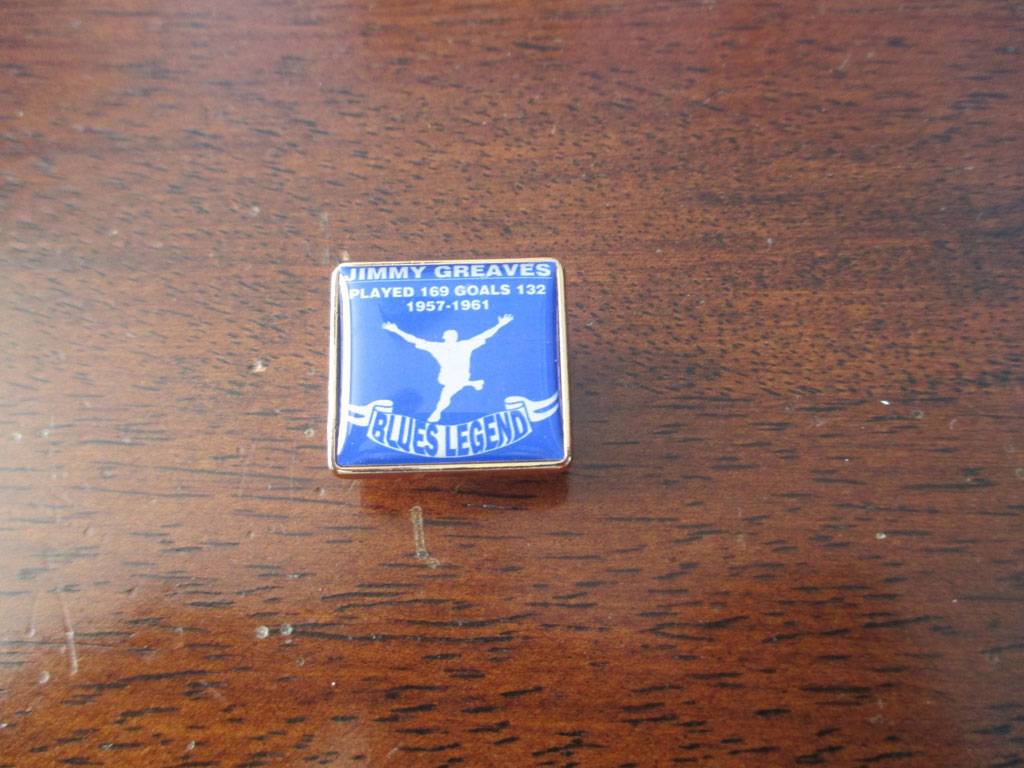 JIMMY GREAVES
PLAYED 169 GOALS 132
1957-1961
BLUES LEGEND